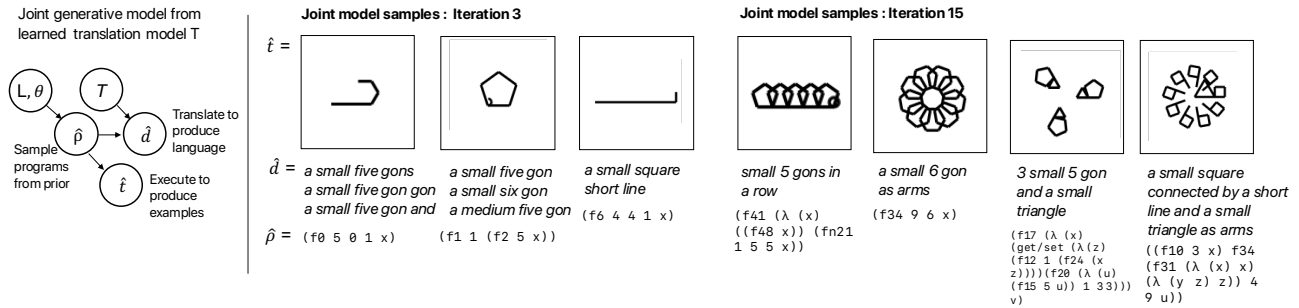 Joint generative model from
learned translation model T
L, θ
T
ρ̂
d̂
t̂
Translate to
produce
language
Sample
programs
from prior
Execute to
produce
examples
Joint model samples : Iteration 3
Joint model samples : Iteration 15
t̂ =
d̂ =
a small five gons
a small five gon gon
a small five gon and
a small five gon
a small six gon
a medium five gon
a small square
short line
small 5 gons in
a row
a small 6 gon
as arms
3 small 5 gon
and a small
triangle
a small square
connected by a short
line and a small
triangle as arms
ρ̂ =
(f0 5 0 1 x)
(f1 1 (f2 5 x))
(f6 4 4 1 x)
(f41 (λ (x)
((f48 x)) (fn21
1 5 5 x))
(f34 9 6 x)
(f17 (λ (x)
(get/set (λ(z)
(f12 1 (f24 (x
z))))(f20 (λ (u)
(f15 5 u)) 1 3 3)))
v)
((f10 3 x) f34
(f31 (λ (x) x)
(λ (y z) z)) 4
9 u))